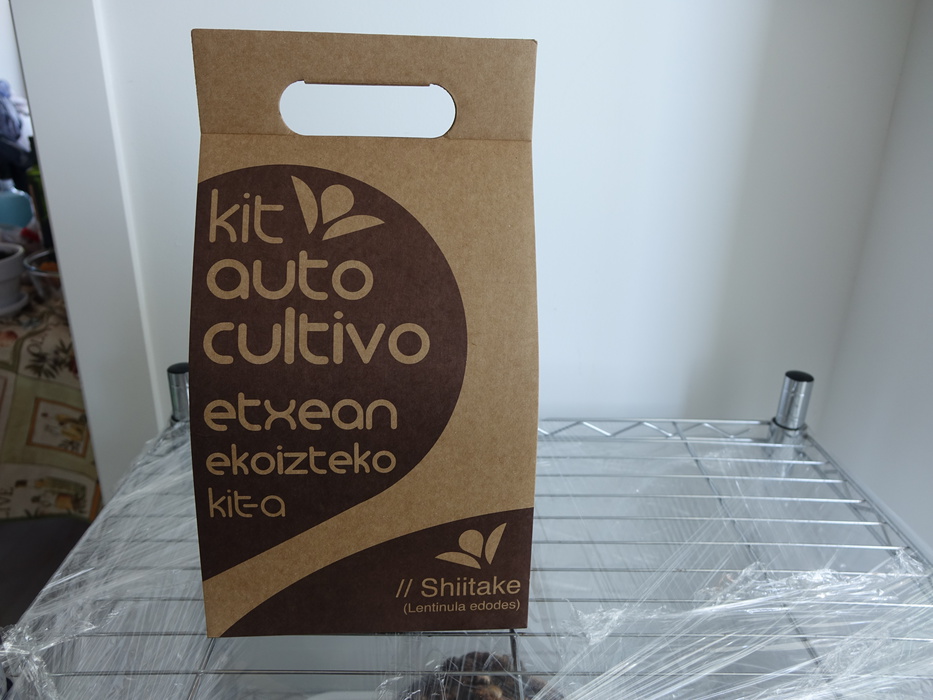 kit
auto
cultivo
etxean
ekoizteko
kit-a
// Shiitake
(Lentinula edodes)